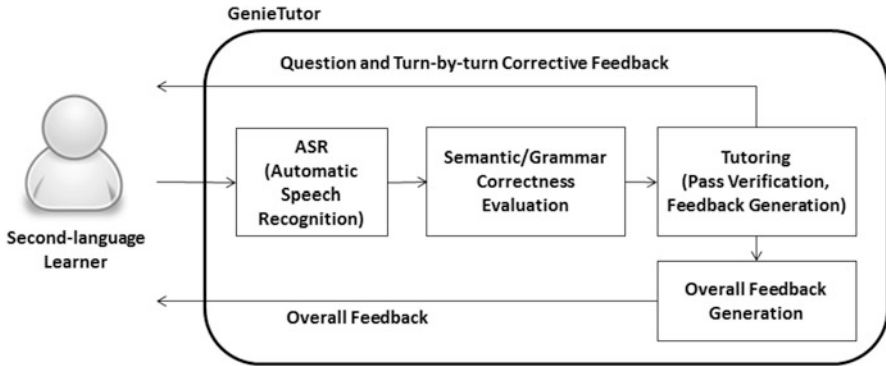 GenieTutor
Question and Turn-by-turn Corrective Feedback
ASR
(Automatic
Speech
Recognition)
Semantic/Grammar
Correctness
Evaluation
Tutoring
(Pass Verification,
Feedback Generation)
Second-language
Learner
Overall Feedback
Generation
Overall Feedback